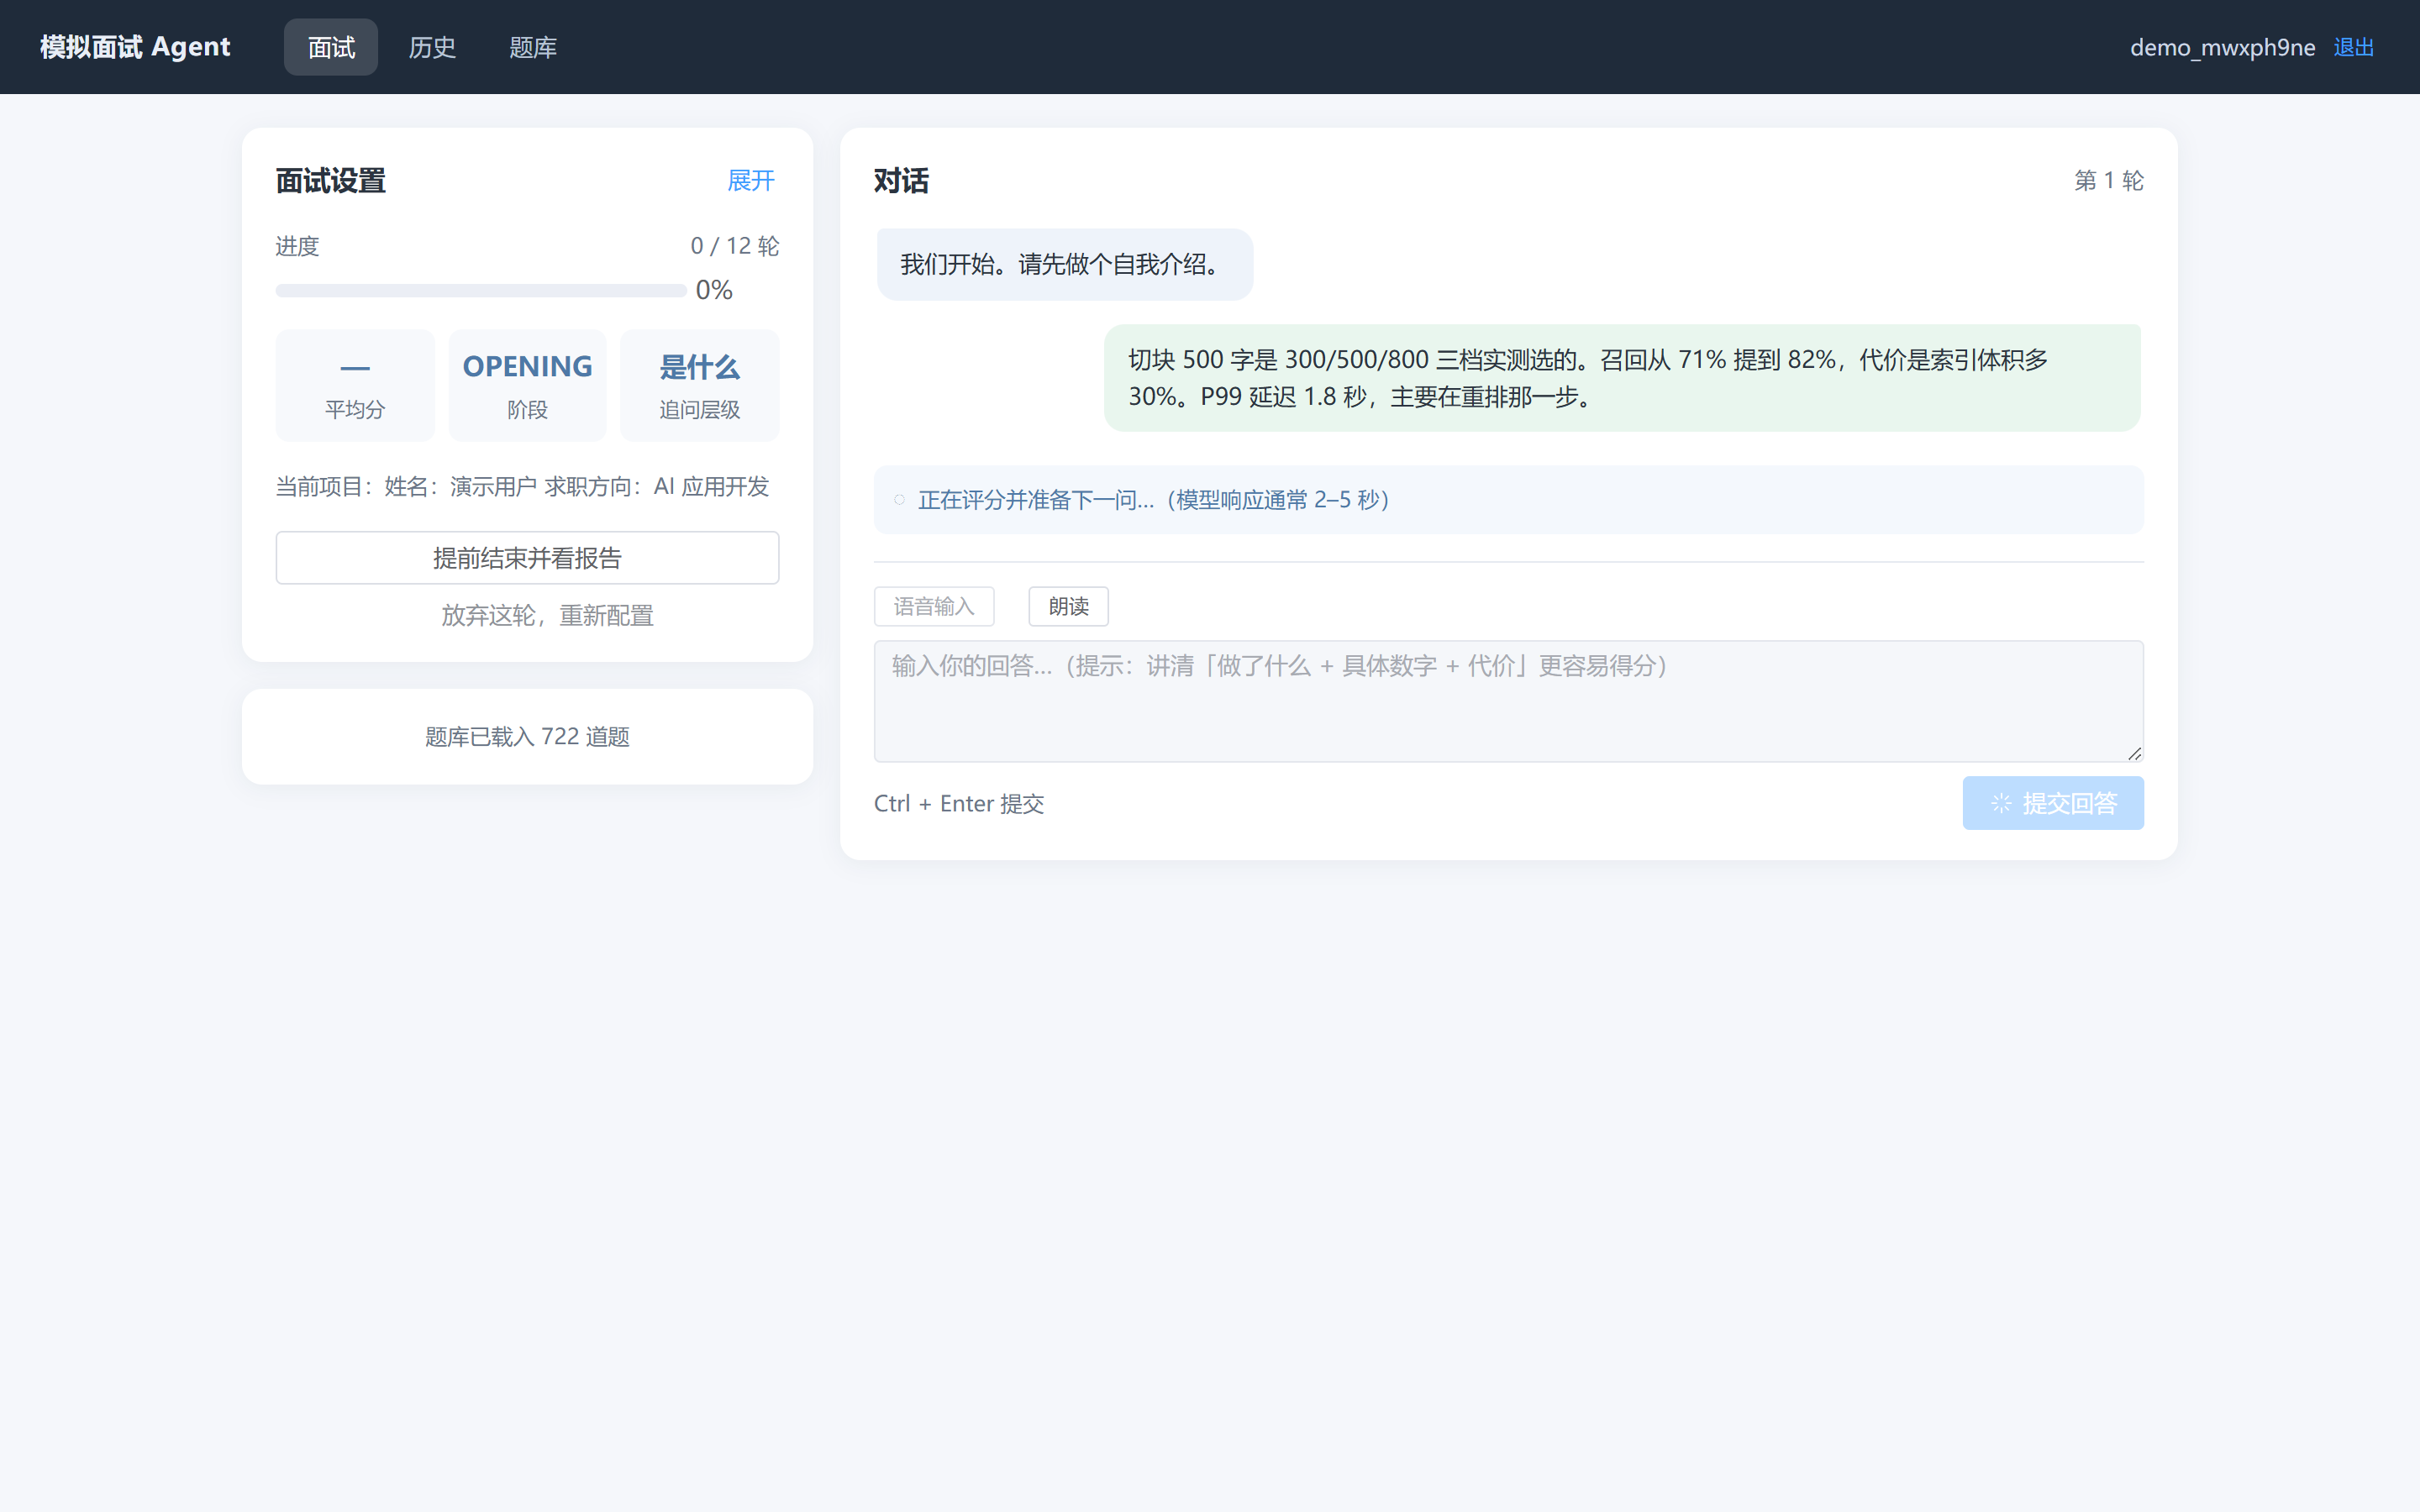 模拟面试 Agent
面试
历史
题库
demo_mwxph9ne
退出
面试设置
展开
进度
0 / 12 轮
0%
—
平均分
OPENING
阶段
是什么
追问层级
当前项目：姓名：演示用户 求职方向：AI 应用开发
提前结束并看报告
放弃这轮，重新配置
题库已载入 722 道题
对话
第 1 轮
我们开始。请先做个自我介绍。
切块 500 字是 300/500/800 三档实测选的。召回从 71% 提到 82%，代价是索引体积多
30%。P99 延迟 1.8 秒，主要在重排那一步。
正在评分并准备下一问...（模型响应通常 2–5 秒）
语音输入
朗读
输入你的回答...（提示：讲清「做了什么 + 具体数字 + 代价」更容易得分）
Ctrl + Enter 提交
提交回答